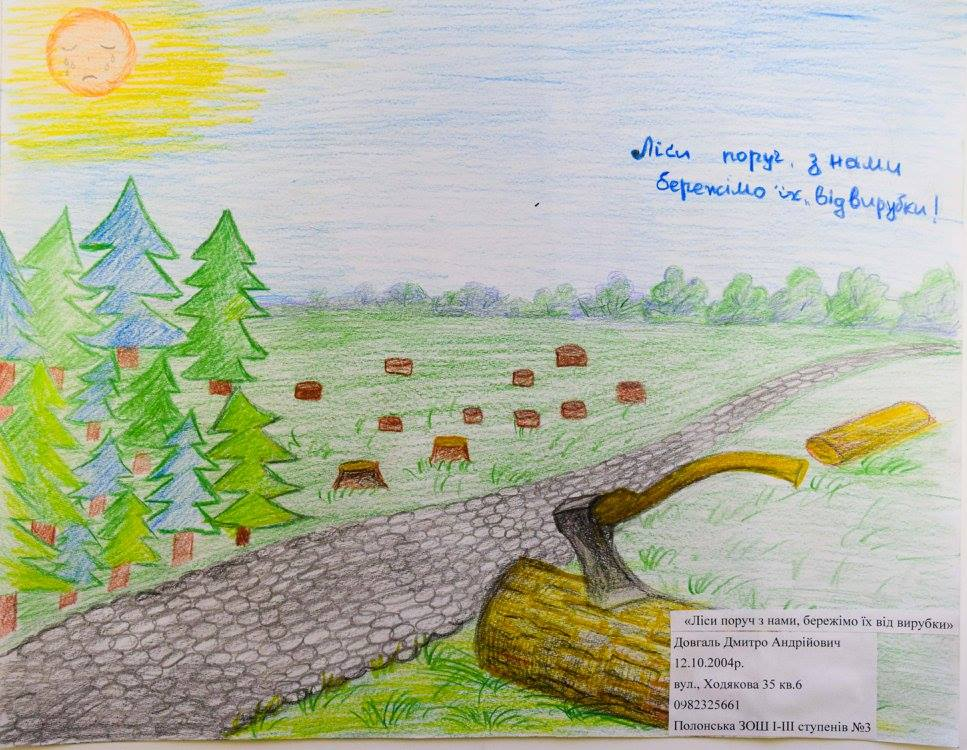 Ліси поруч з нами
бережімо їх від вирубки!
«Ліси поруч з нами, бережімо їх від вирубки»
Довгаль Дмитро Андрійович
12.10.2004р.
вул., Ходякова 35 кв.6
0982325661
Полонська ЗОШ І-ІІІ ступенів №3